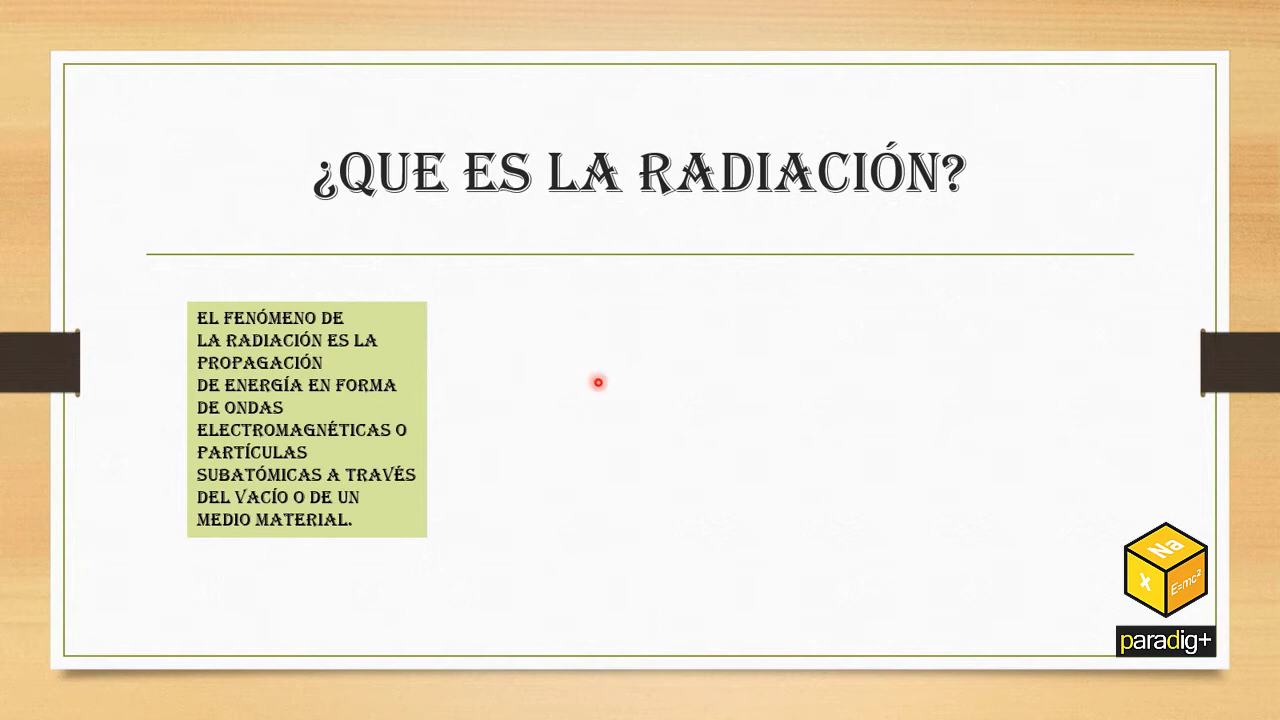 ¿QUE ES LA RADIACIÓN?
EL FENÓMENO DE
LA RADIACIÓN ES LA
PROPAGACIÓN
DE ENERGÍA EN FORMA
DE ONDAS
ELECTROMAGNÉTICAS O
PARTÍCULAS
SUBATÓMICAS A TRAVÉS
DEL VACÍO O DE UN
MEDIO MATERIAL.
Na
X
E=mc²
paradig+